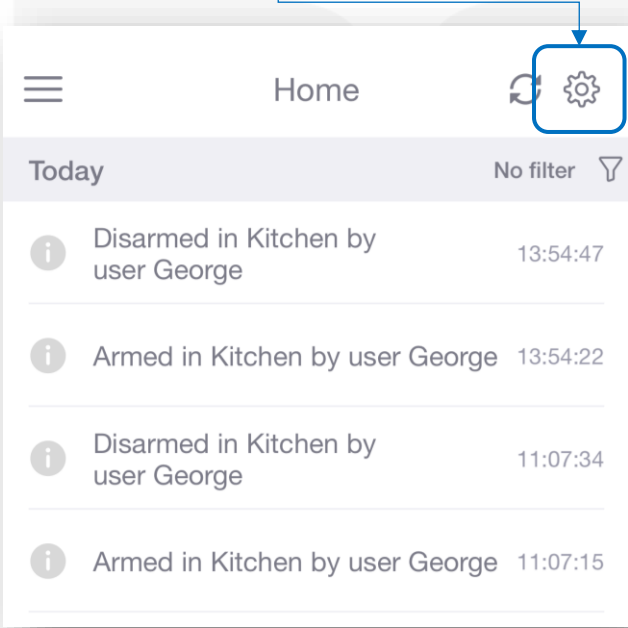 Home
Today No filter
Disarmed in Kitchen by
user George
13:54:47
Armed in Kitchen by user George 13:54:22
Disarmed in Kitchen by
user George
11:07:34
Armed in Kitchen by user George 11:07:15